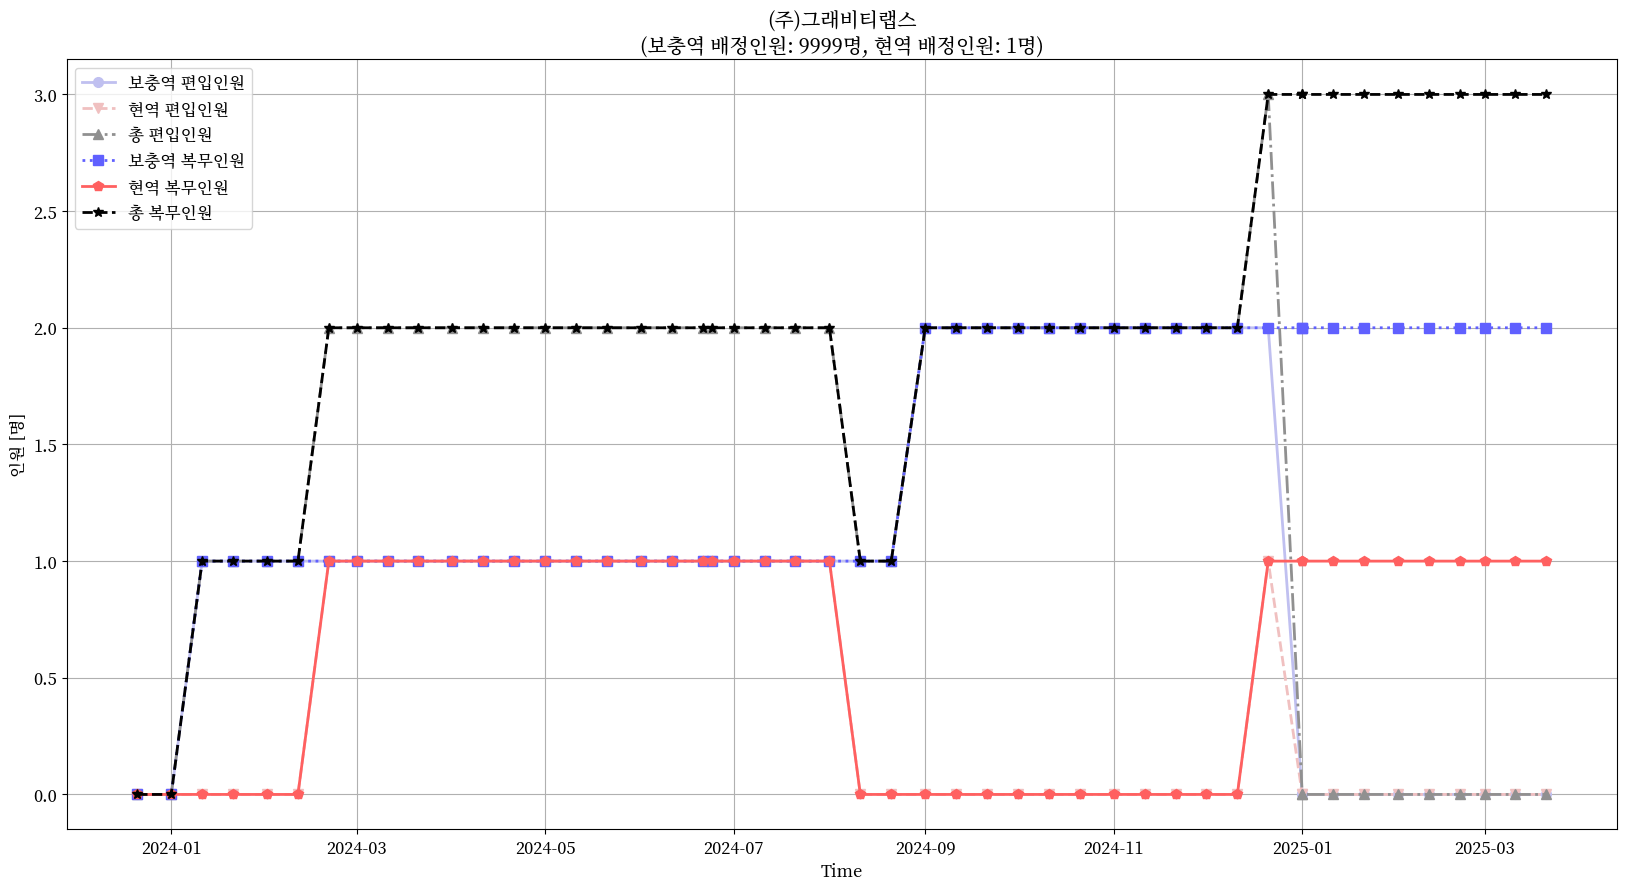 (주)그래비티랩스
(보충역 배정인원: 9999명, 현역 배정인원: 1명)
보충역 편입인원
현역 편입인원
총 편입인원
보충역 복무인원
현역 복무인원
총 복무인원
인원 [명]
3.0
2.5
2.0
1.5
1.0
0.5
0.0
2024-01 2024-03 2024-05 2024-07 2024-09 2024-11 2025-01 2025-03
Time